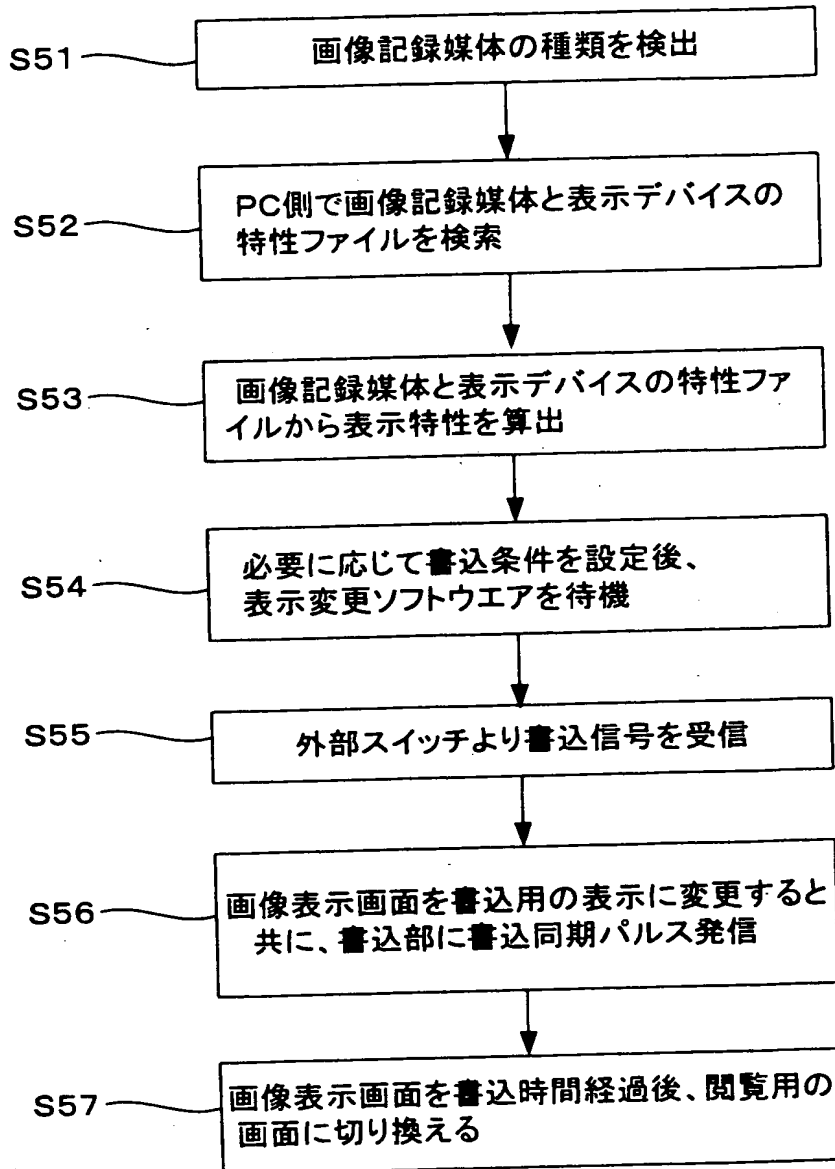 S51
画像記録媒体の種類を検出
S52
PC側で画像記録媒体と表示デバイスの
特性ファイルを検索
S53
画像記録媒体と表示デバイスの特性ファ
イルから表示特性を算出
S54
必要に応じて書込条件を設定後、
表示変更ソフトウエアを待機
S55
外部スイッチより書込信号を受信
S56
画像表示画面を書込用の表示に変更すると
共に、書込部に書込同期パルス発信
S57
画像表示画面を書込時間経過後、閲覧用の
画面に切り換える